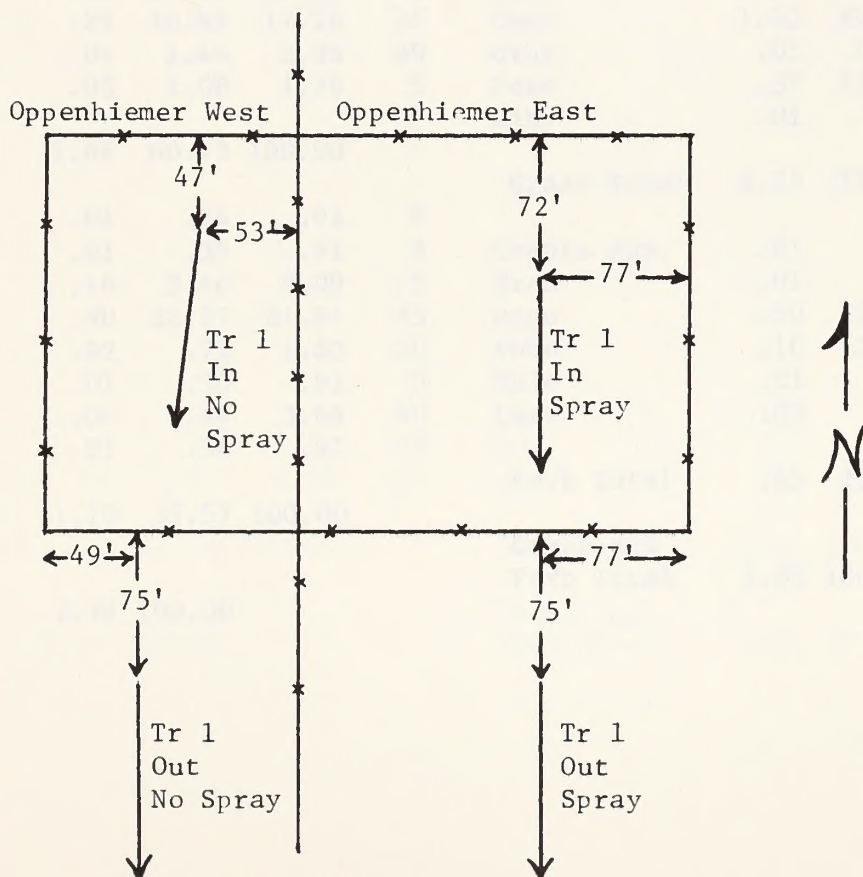 Oppenhiemer West Oppenhiemer East
47'
72'
53'
77'
Tr 1
In
No
Spray
Tr 1
In
Spray
N
49'
77'
75'
75'
Tr 1
Out
No Spray
Tr 1
Out
Spray